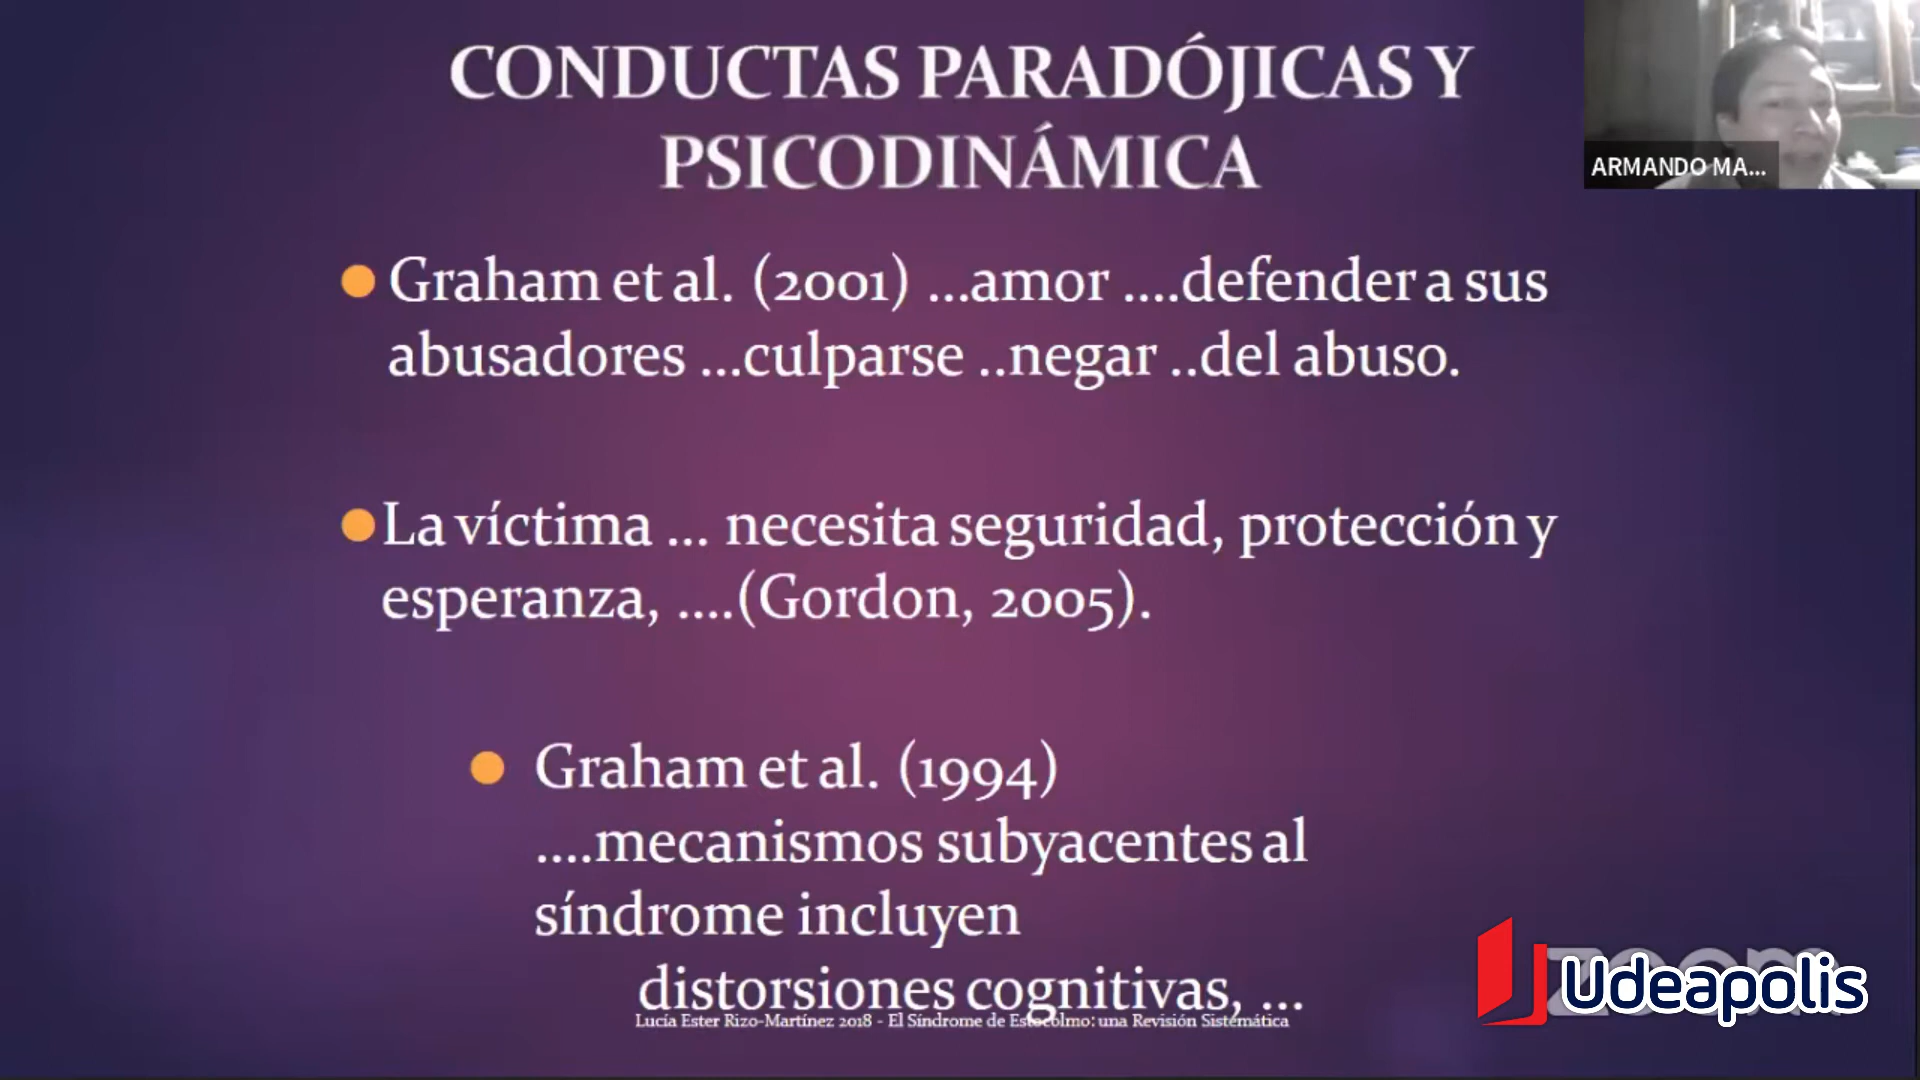 CONDUCTAS PARADÓJICAS Y
PSICODINÁMICA
ARMANDO MA...
Graham et al. (2001) ...amor ....defender a sus
abusadores ...culparse ..negar ..del abuso.
La víctima ... necesita seguridad, protección y
esperanza, ....(Gordon, 2005).
Graham et al. (1994)
....mecanismos subyacentes al
síndrome incluyen
distorsiones cognitivas, ...
Lucía Ester Rizo-Martínez 2018 - El Síndrome de Estocolmo: una Revisión Sistemática
zoom
Udeapolis